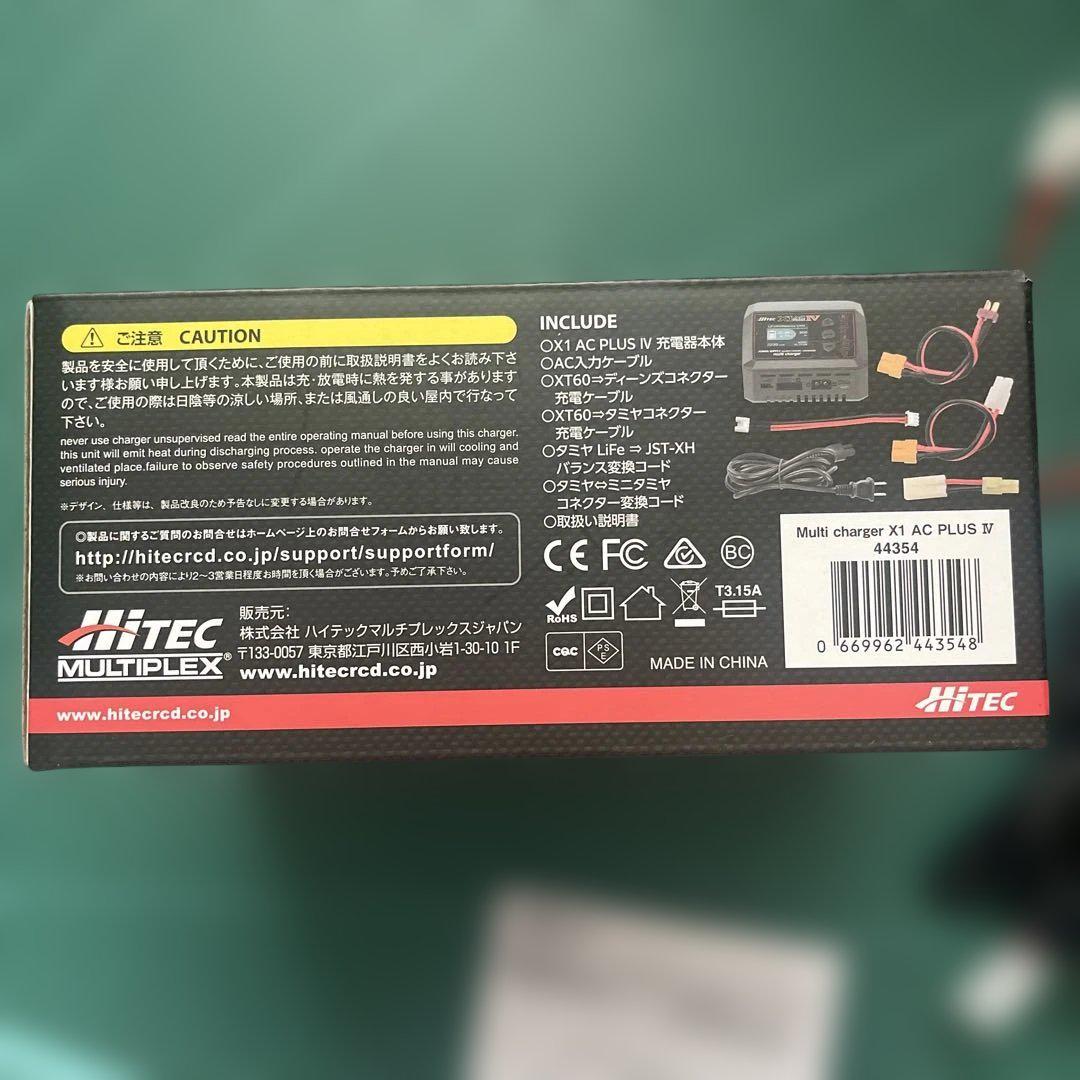 ご注意 CAUTION
製品を安全に使用して頂くために、ご使用の前に取扱説明書をよくお読み下さ
います様お願い申し上げます。本製品は充・放電時に熱を発する事があります
ので、ご使用の際は日陰等の涼しい場所、または風通しの良い屋内で行なって
下さい。
never use charger unsupervised read the entire operating manual before using this charger.
this unit will emit heat during discharging process. operate the charger in will cooling and
ventilated place.failure to observe safety procedures outlined in the manual may cause
serious injury.
※デザイン、仕様等は、製品改良のため予告なしに変更する場合が有ります。
◎製品に関するご質問のお問合せはホームページ上のお問合せフォームからお願い致します。
http://hitecrcd.co.jp/support/supportform/
※お問い合わせの内容により2〜3営業日程度お時間を頂く場合がございます。予めご了承下さい。
HiTEC
MULTIPLEX®
販売元:
株式会社 ハイテックマルチプレックスジャパン
〒133-0057 東京都江戸川区西小岩1-30-10 1F
www.hitecrcd.co.jp
INCLUDE
○X1 AC PLUS Ⅳ 充電器本体
○AC入力ケーブル
○XT60⇒ディーンズコネクター
充電ケーブル
○XT60⇒タミヤコネクター
充電ケーブル
○タミヤ LiFe ⇒ JST-XH
バランス変換コード
○タミヤ⇔ミニタミヤ
コネクター変換コード
○取扱い説明書
CE FC BC
RoHS
T3.15A
cec
PSE
MADE IN CHINA
Multi charger X1 AC PLUS Ⅳ
44354
0 669962 443548
www.hitecrcd.co.jp
HiTEC